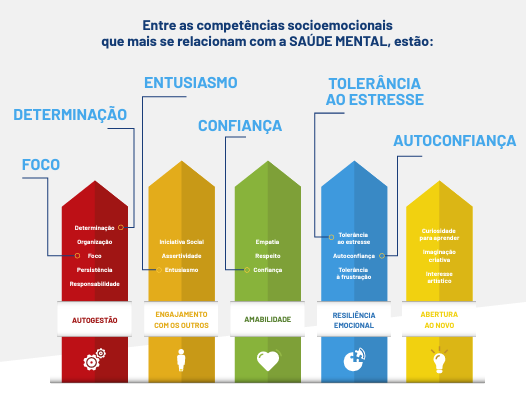 Entre as competências socioemocionais
que mais se relacionam com a SAÚDE MENTAL, estão:
ENTUSIASMO
TOLERÂNCIA
AO ESTRESSE
DETERMINAÇÃO
CONFIANÇA
AUTOCONFIANÇA
FOCO
Determinação
Organização
Foco
Persistência
Responsabilidade
AUTOGESTÃO
Iniciativa Social
Assertividade
Entusiasmo
ENGAJAMENTO
COM OS OUTROS
Empatia
Respeito
Confiança
AMABILIDADE
Tolerância
ao estresse
Autoconfiança
Tolerância
à frustração
RESILIÊNCIA
EMOCIONAL
Curiosidade
para aprender
Imaginação
criativa
Interesse
artístico
ABERTURA
AO NOVO